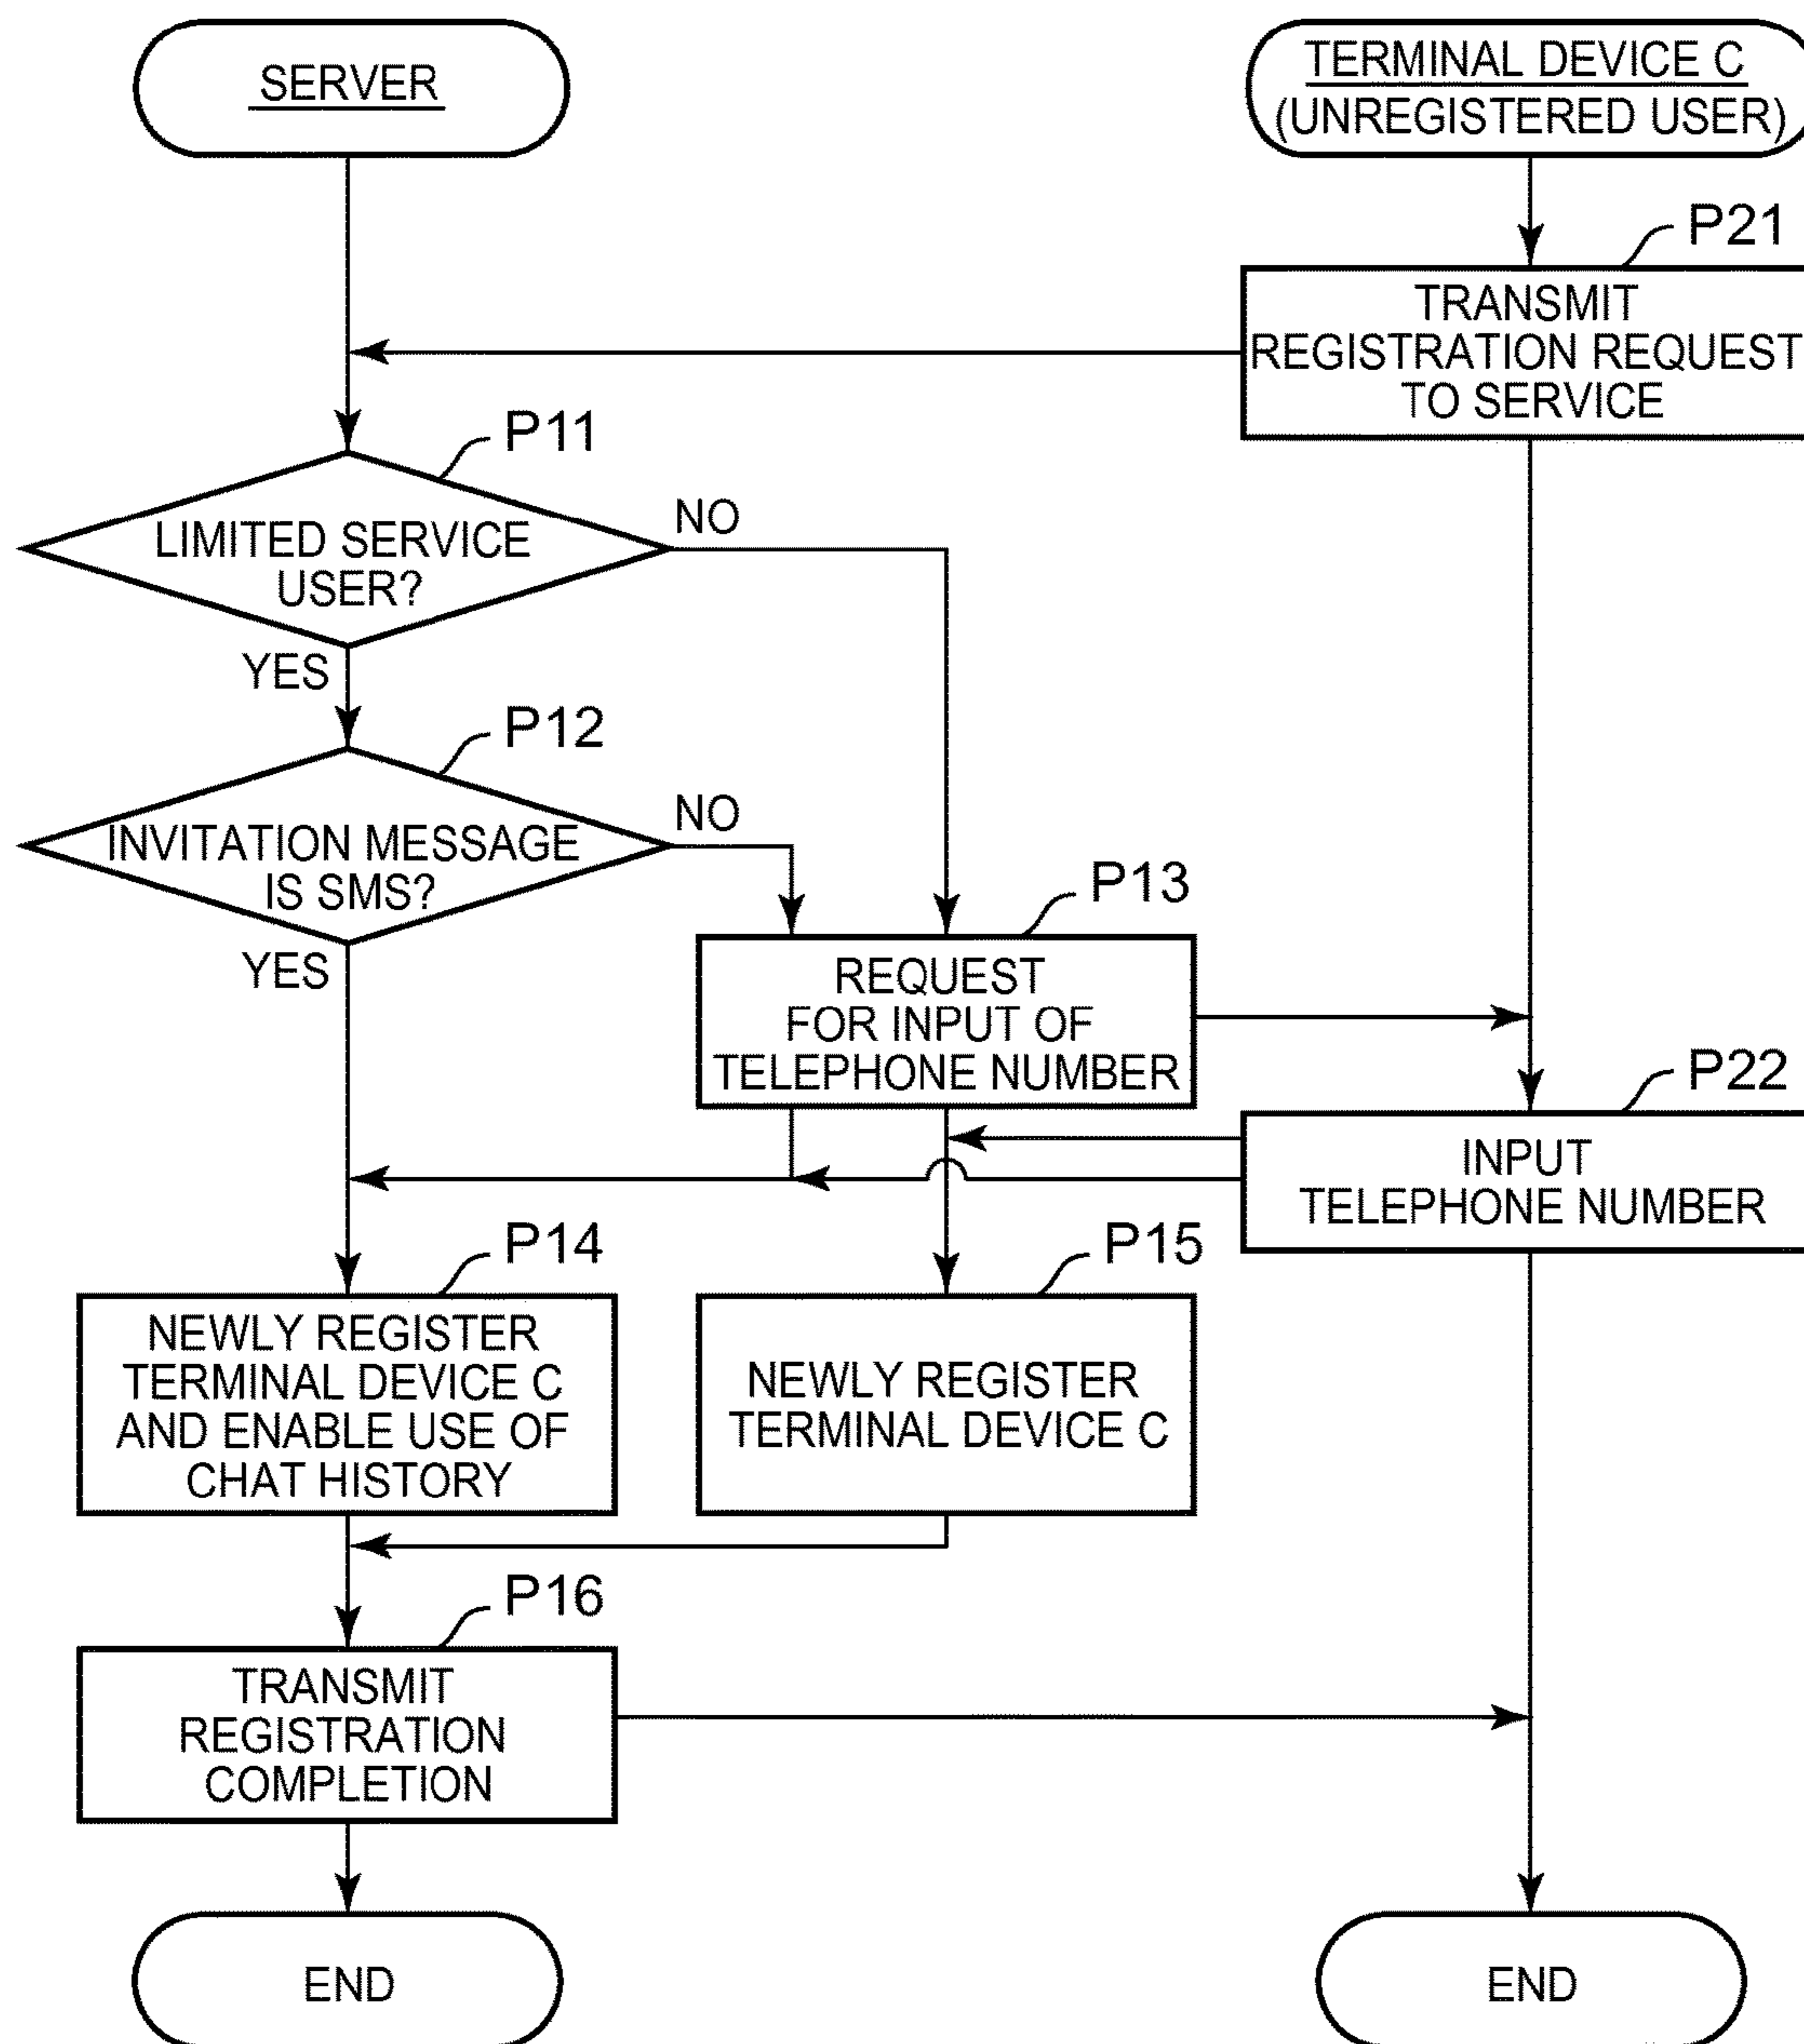 SERVER
TERMINAL DEVICE C
(UNREGISTERED USER)
P21
TRANSMIT
REGISTRATION REQUEST
TO SERVICE
P11
LIMITED SERVICE
USER?
NO
YES
P12
INVITATION MESSAGE
IS SMS?
NO
YES
P13
REQUEST
FOR INPUT OF
TELEPHONE NUMBER
P22
INPUT
TELEPHONE NUMBER
P14
NEWLY REGISTER
TERMINAL DEVICE C
AND ENABLE USE OF
CHAT HISTORY
P15
NEWLY REGISTER
TERMINAL DEVICE C
P16
TRANSMIT
REGISTRATION
COMPLETION
END
END